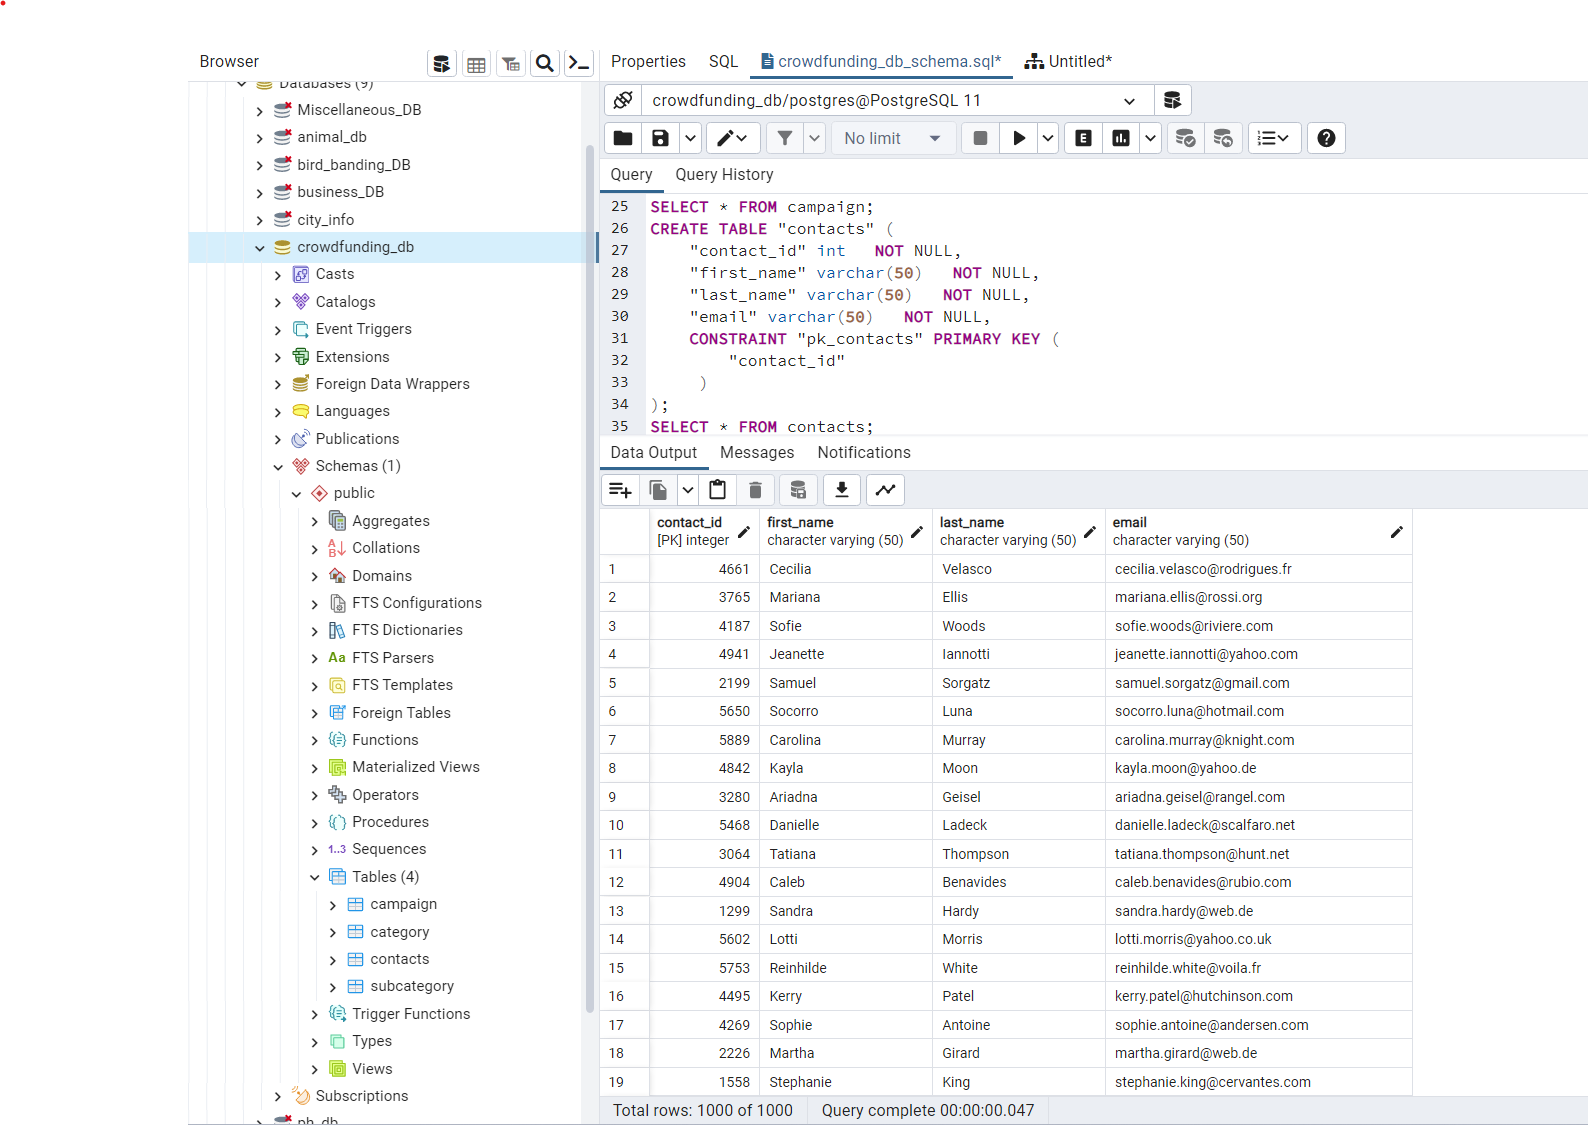 Browser
Databases (9)
Miscellaneous_DB
animal_db
bird_banding_DB
business_DB
city_info
crowdfunding_db
Casts
Catalogs
Event Triggers
Extensions
Foreign Data Wrappers
Languages
Publications
Schemas (1)
public
Aggregates
Collations
Domains
FTS Configurations
FTS Dictionaries
Aa FTS Parsers
FTS Templates
Foreign Tables
Functions
Materialized Views
Operators
Procedures
1..3 Sequences
Tables (4)
campaign
category
contacts
subcategory
Trigger Functions
Types
Views
Subscriptions
ph_db
Properties SQL crowdfunding_db_schema.sql* Untitled*
crowdfunding_db/postgres@PostgreSQL 11
No limit E
Query Query History
25 SELECT * FROM campaign;
26 CREATE TABLE "contacts" (
27 "contact_id" int NOT NULL,
28 "first_name" varchar(50) NOT NULL,
29 "last_name" varchar(50) NOT NULL,
30 "email" varchar(50) NOT NULL,
31 CONSTRAINT "pk_contacts" PRIMARY KEY (
32 "contact_id"
33 )
34 );
35 SELECT * FROM contacts;
Data Output Messages Notifications
contact_id first_name last_name email
[PK] integer character varying (50) character varying (50) character varying (50)
1 4661 Cecilia Velasco cecilia.velasco@rodrigues.fr
2 3765 Mariana Ellis mariana.ellis@rossi.org
3 4187 Sofie Woods sofie.woods@riviere.com
4 4941 Jeanette Iannotti jeanette.iannotti@yahoo.com
5 2199 Samuel Sorgatz samuel.sorgatz@gmail.com
6 5650 Socorro Luna socorro.luna@hotmail.com
7 5889 Carolina Murray carolina.murray@knight.com
8 4842 Kayla Moon kayla.moon@yahoo.de
9 3280 Ariadna Geisel ariadna.geisel@rangel.com
10 5468 Danielle Ladeck danielle.ladeck@scalfaro.net
11 3064 Tatiana Thompson tatiana.thompson@hunt.net
12 4904 Caleb Benavides caleb.benavides@rubio.com
13 1299 Sandra Hardy sandra.hardy@web.de
14 5602 Lotti Morris lotti.morris@yahoo.co.uk
15 5753 Reinhilde White reinhilde.white@voila.fr
16 4495 Kerry Patel kerry.patel@hutchinson.com
17 4269 Sophie Antoine sophie.antoine@andersen.com
18 2226 Martha Girard martha.girard@web.de
19 1558 Stephanie King stephanie.king@cervantes.com
Total rows: 1000 of 1000 Query complete 00:00:00.047